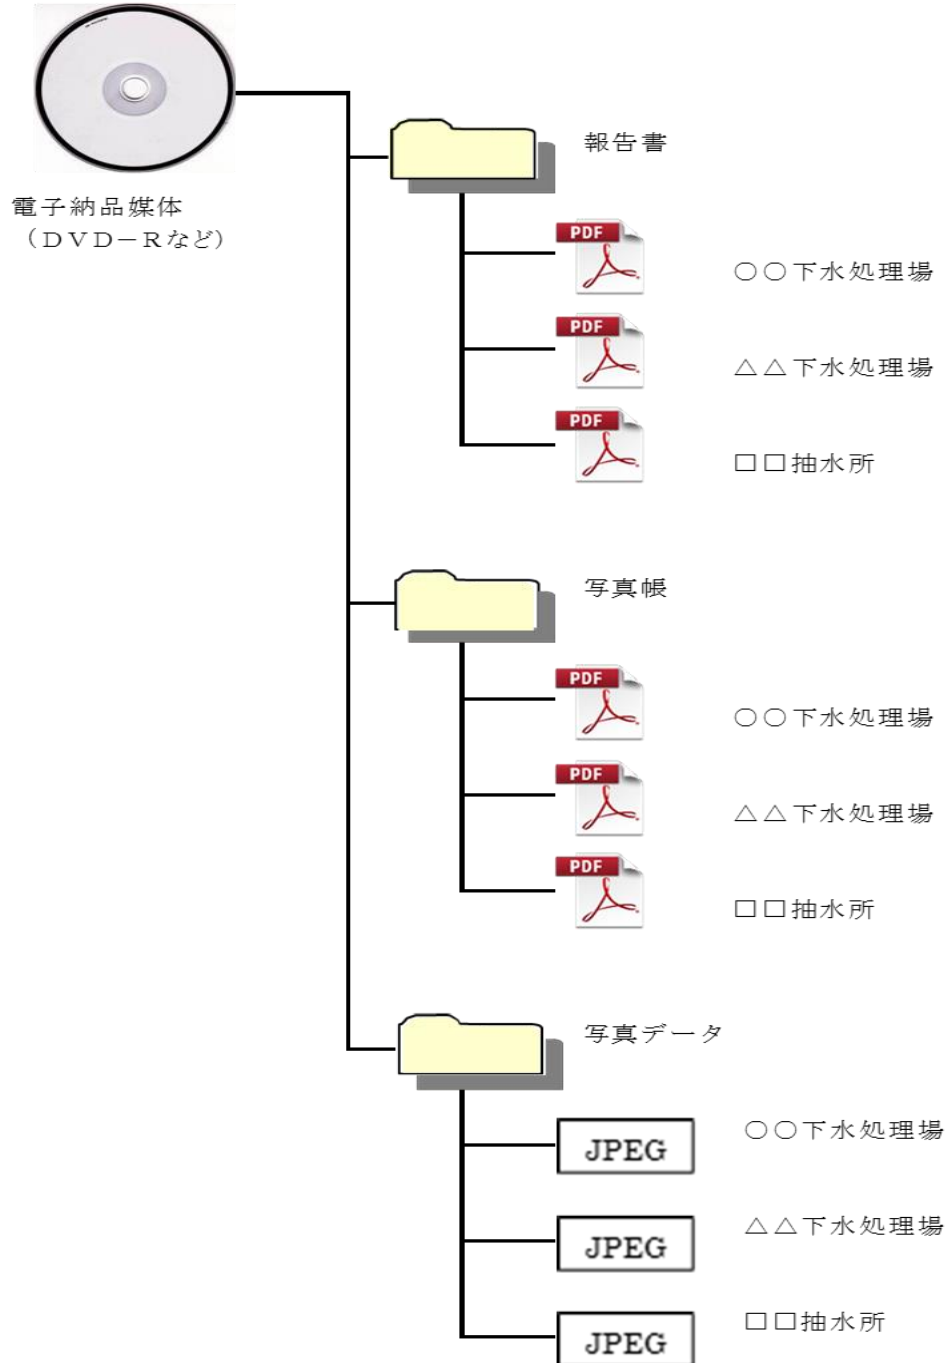 電子納品媒体
（ＤＶＤ－Ｒなど）
報告書
PDF
〇〇下水処理場
PDF
△△下水処理場
PDF
□□抽水所
写真帳
PDF
〇〇下水処理場
PDF
△△下水処理場
PDF
□□抽水所
写真データ
JPEG
〇〇下水処理場
JPEG
△△下水処理場
JPEG
□□抽水所